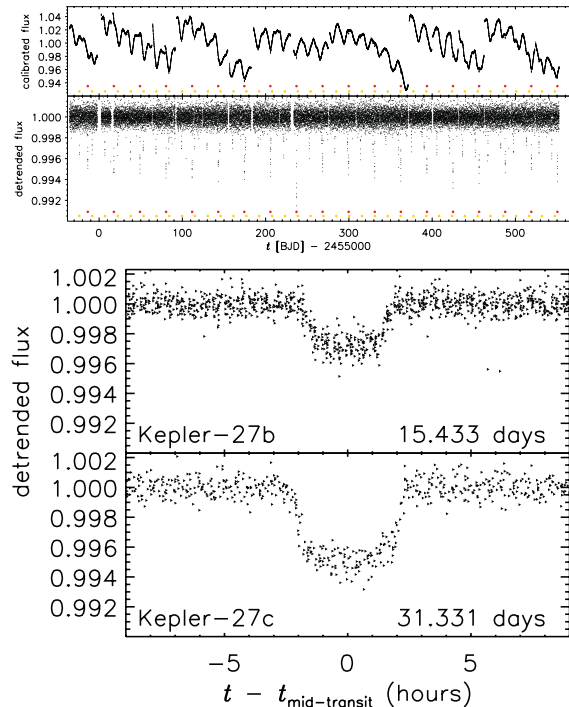 calibrated flux
1.04
1.02
1.00
0.98
0.96
0.94
detrended flux
1.000
0.998
0.996
0.994
0.992
0 100 200 300 400 500
t [BJD] − 2455000
detrended flux
1.002
1.000
0.998
0.996
0.994
0.992
Kepler−27b 15.433 days
1.002
1.000
0.998
0.996
0.994
0.992
Kepler−27c 31.331 days
−5 0 5
t − t mid−transit (hours)